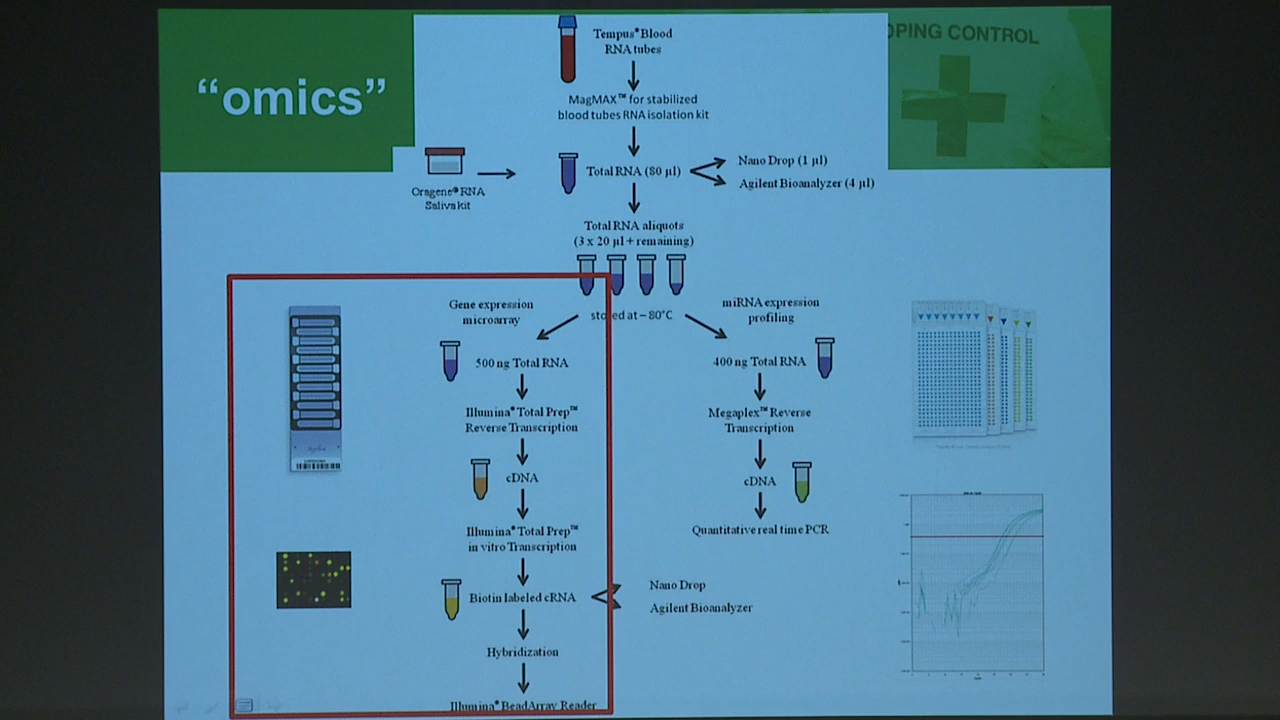 “omics”
OPING CONTROL
Tempus® Blood
RNA tubes
MagMAX™ for stabilized
blood tubes RNA isolation kit
Oragene® RNA
Saliva kit
Total RNA (80 µl)
Nano Drop (1 µl)
Agilent Bioanalyzer (4 µl)
Total RNA aliquots
(3 x 20 µl + remaining)
stored at – 80°C
Gene expression
microarray
500 ng Total RNA
Illumina® Total Prep™
Reverse Transcription
cDNA
Illumina® Total Prep™
in vitro Transcription
Biotin labeled cRNA
Nano Drop
Agilent Bioanalyzer
Hybridization
Illumina® BeadArray Reader
miRNA expression
profiling
400 ng Total RNA
Megaplex™ Reverse
Transcription
cDNA
Quantitative real time PCR